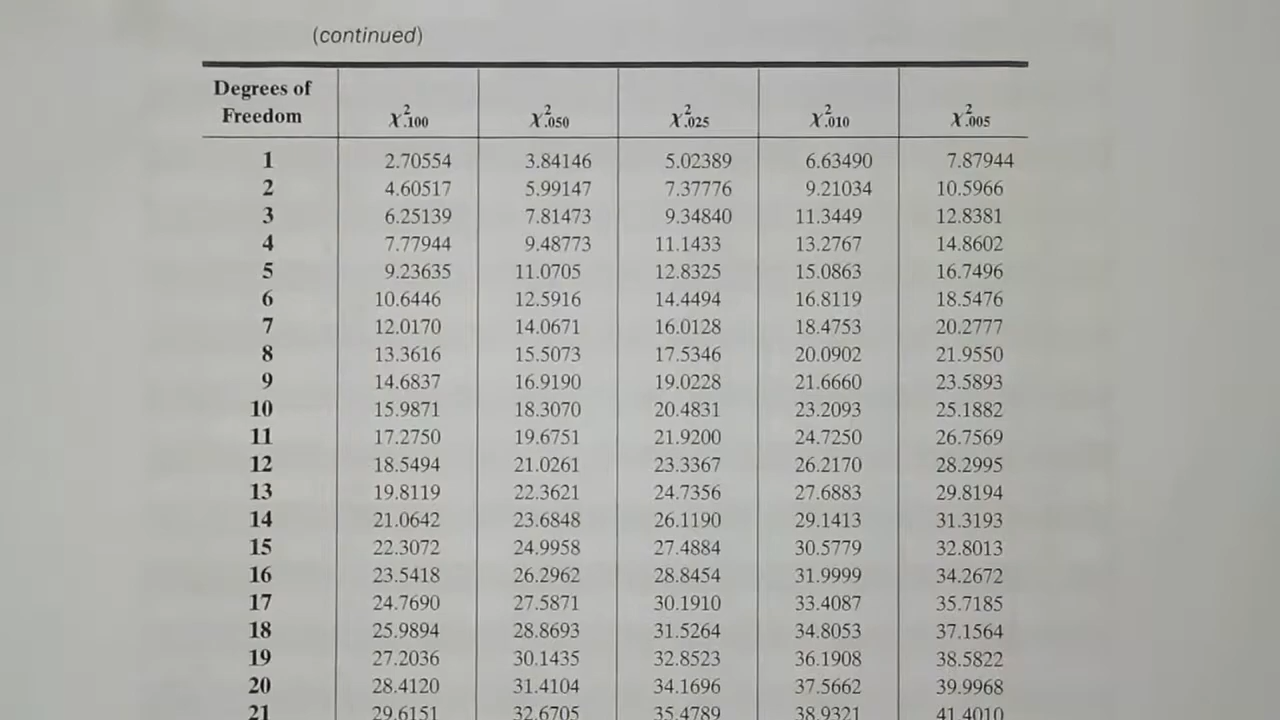 (continued)
Degrees of
Freedom χ².100 χ².050 χ².025 χ².010 χ².005
1 2.70554 3.84146 5.02389 6.63490 7.87944
2 4.60517 5.99147 7.37776 9.21034 10.5966
3 6.25139 7.81473 9.34840 11.3449 12.8381
4 7.77944 9.48773 11.1433 13.2767 14.8602
5 9.23635 11.0705 12.8325 15.0863 16.7496
6 10.6446 12.5916 14.4494 16.8119 18.5476
7 12.0170 14.0671 16.0128 18.4753 20.2777
8 13.3616 15.5073 17.5346 20.0902 21.9550
9 14.6837 16.9190 19.0228 21.6660 23.5893
10 15.9871 18.3070 20.4831 23.2093 25.1882
11 17.2750 19.6751 21.9200 24.7250 26.7569
12 18.5494 21.0261 23.3367 26.2170 28.2995
13 19.8119 22.3621 24.7356 27.6883 29.8194
14 21.0642 23.6848 26.1190 29.1413 31.3193
15 22.3072 24.9958 27.4884 30.5779 32.8013
16 23.5418 26.2962 28.8454 31.9999 34.2672
17 24.7690 27.5871 30.1910 33.4087 35.7185
18 25.9894 28.8693 31.5264 34.8053 37.1564
19 27.2036 30.1435 32.8523 36.1908 38.5822
20 28.4120 31.4104 34.1696 37.5662 39.9968
21 29.6151 32.6705 35.4789 38.9321 41.4010